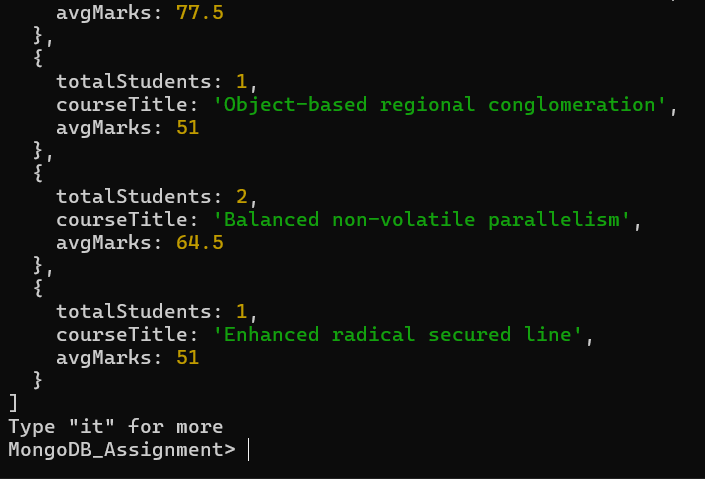 avgMarks: 77.5
  },
  {
    totalStudents: 1,
    courseTitle: 'Object-based regional conglomeration',
    avgMarks: 51
  },
  {
    totalStudents: 2,
    courseTitle: 'Balanced non-volatile parallelism',
    avgMarks: 64.5
  },
  {
    totalStudents: 1,
    courseTitle: 'Enhanced radical secured line',
    avgMarks: 51
  }
]
Type "it" for more
MongoDB_Assignment>